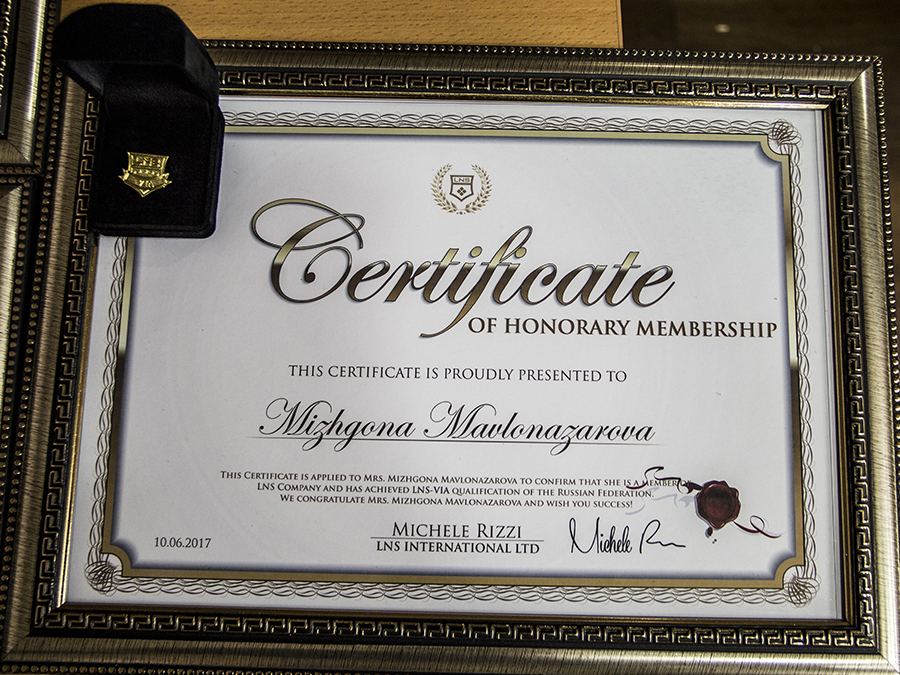 LNS
VIA
LNS
Certificate
OF HONORARY MEMBERSHIP
THIS CERTIFICATE IS PROUDLY PRESENTED TO
Mizhgona Mavlonazarova
THIS CERTIFICATE IS APPLIED TO MRS. MIZHGONA MAVLONAZAROVA TO CONFIRM THAT SHE IS A MEMBER
LNS COMPANY AND HAS ACHIEVED LNS-VIA QUALIFICATION OF THE RUSSIAN FEDERATION.
WE CONGRATULATE MRS. MIZHGONA MAVLONAZAROVA AND WISH YOU SUCCESS!
10.06.2017
MICHELE RIZZI
LNS INTERNATIONAL LTD
Michele R